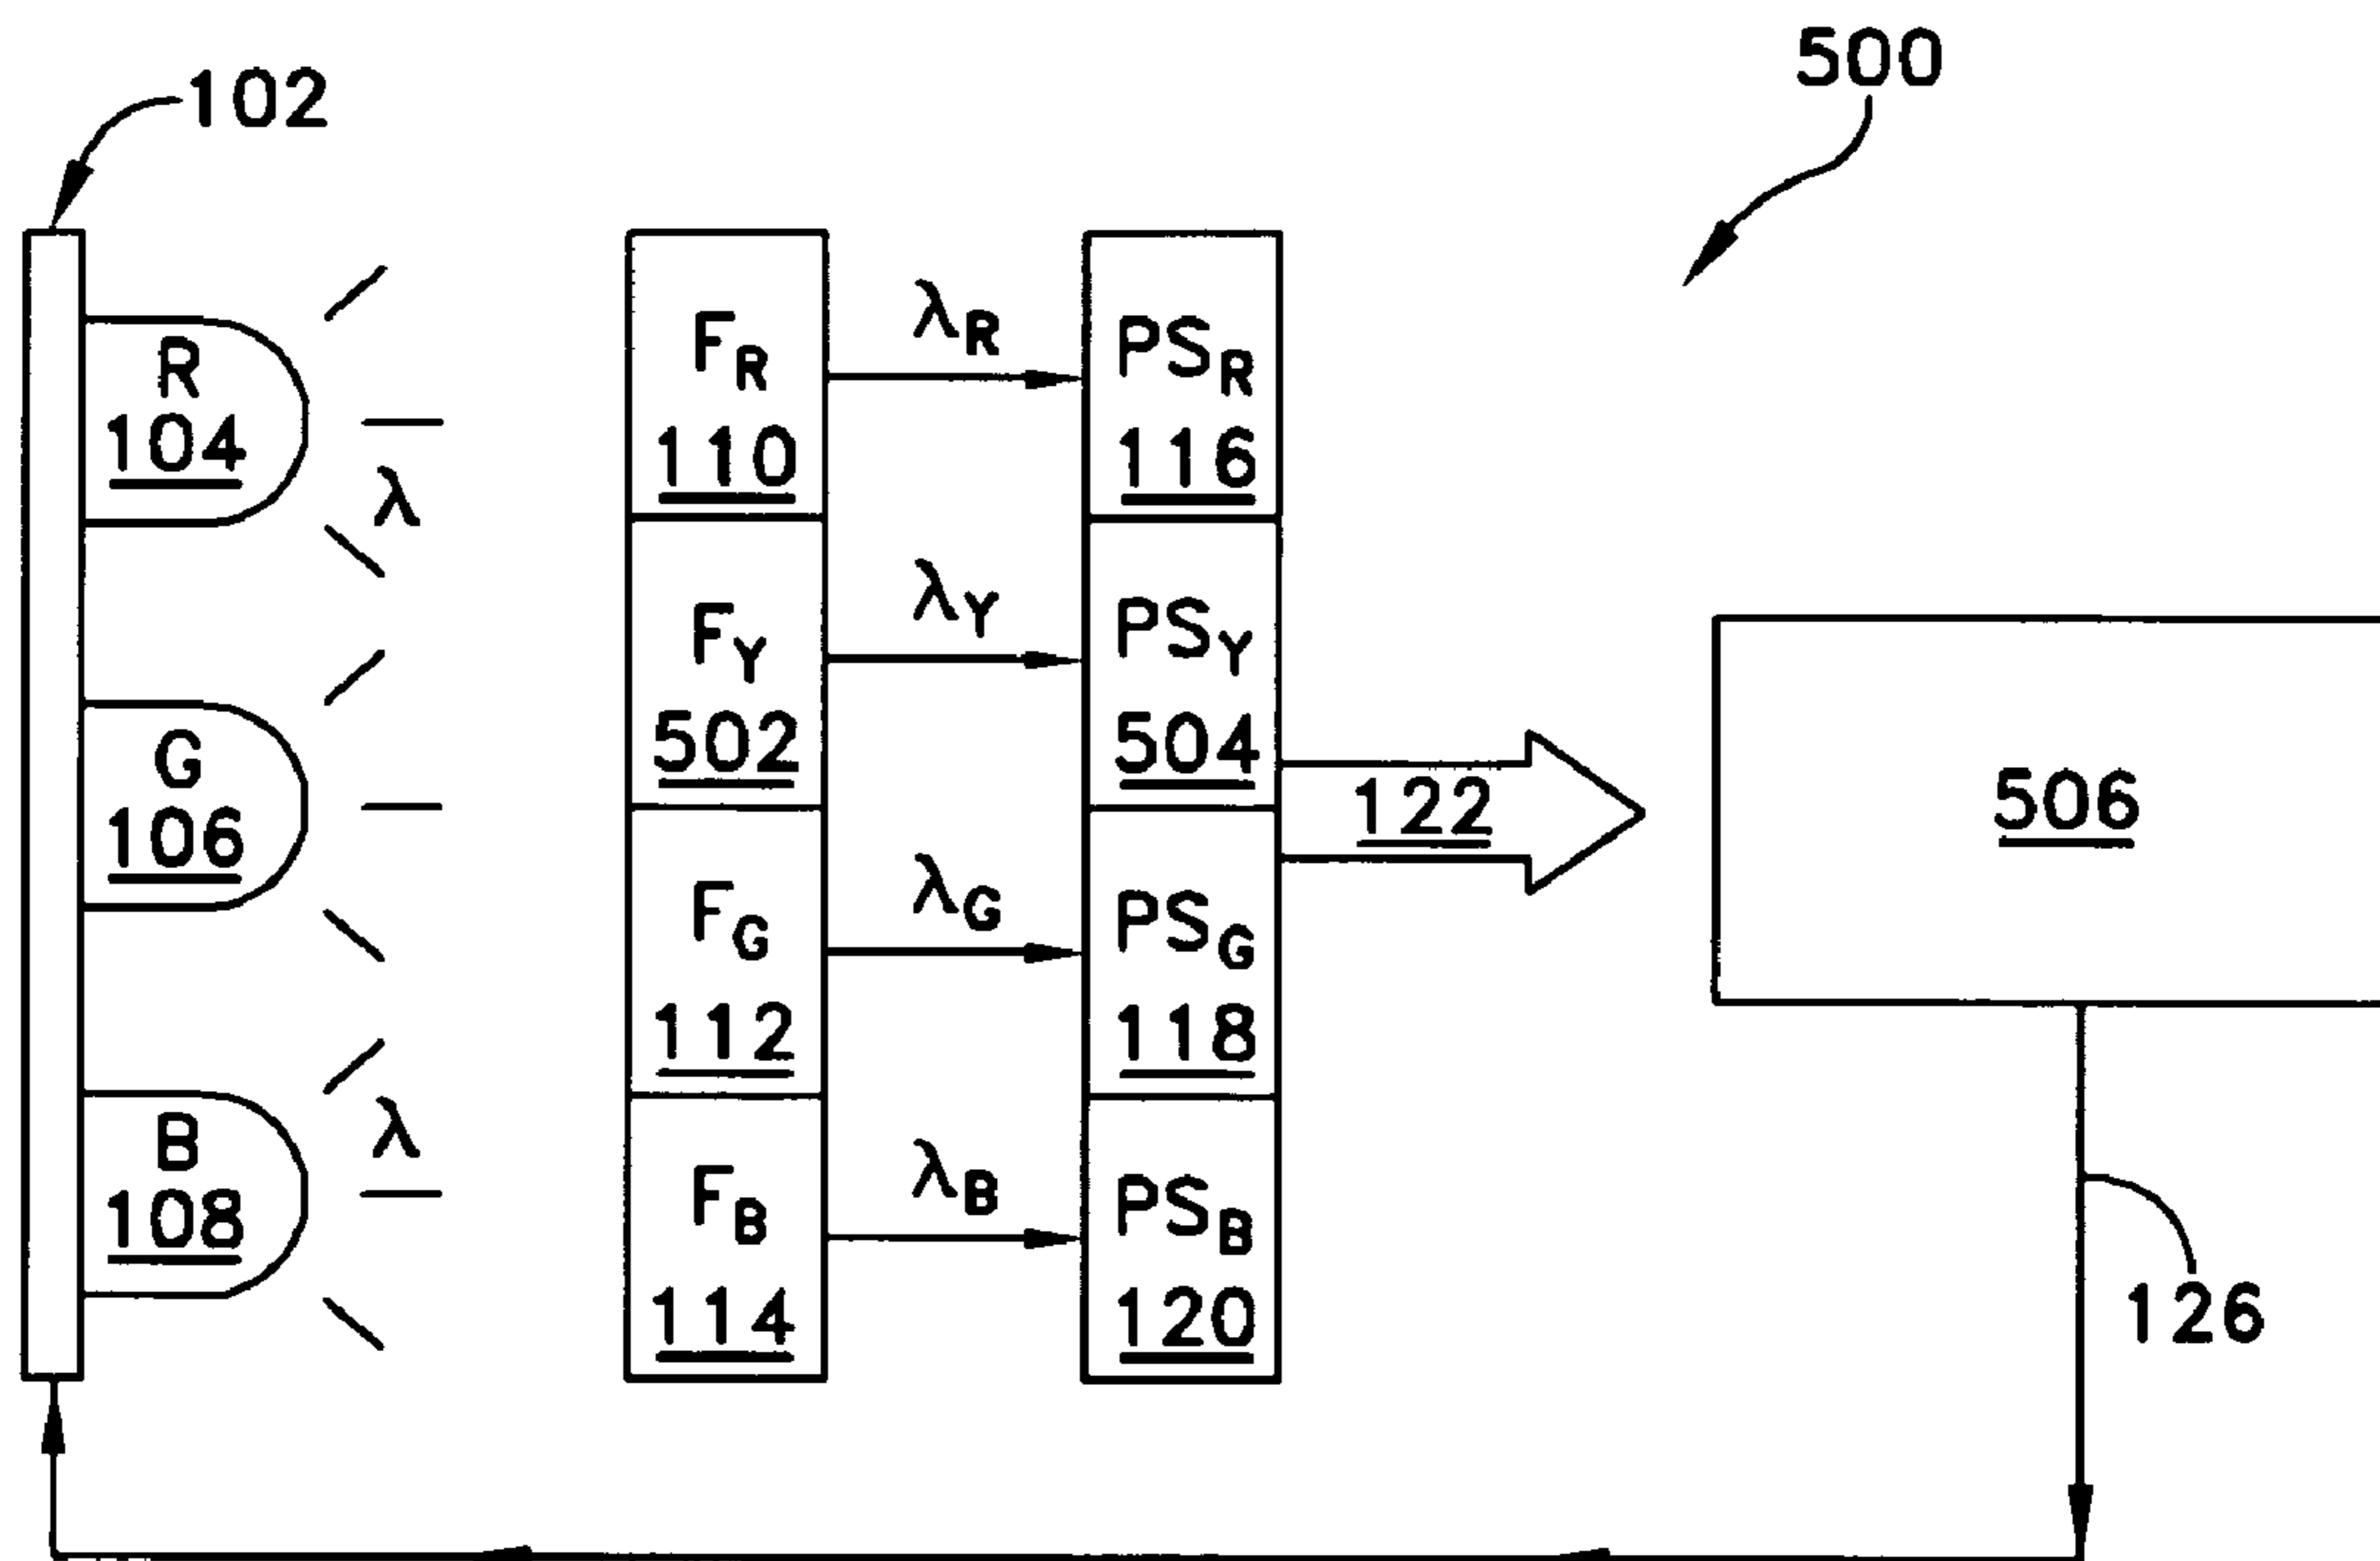 500
102
R
104
λ
G
106
B
108
λ
F_R
110
F_Y
502
F_G
112
F_B
114
λ_R
λ_Y
λ_G
λ_B
PS_R
116
PS_Y
504
PS_G
118
PS_B
120
122
506
126